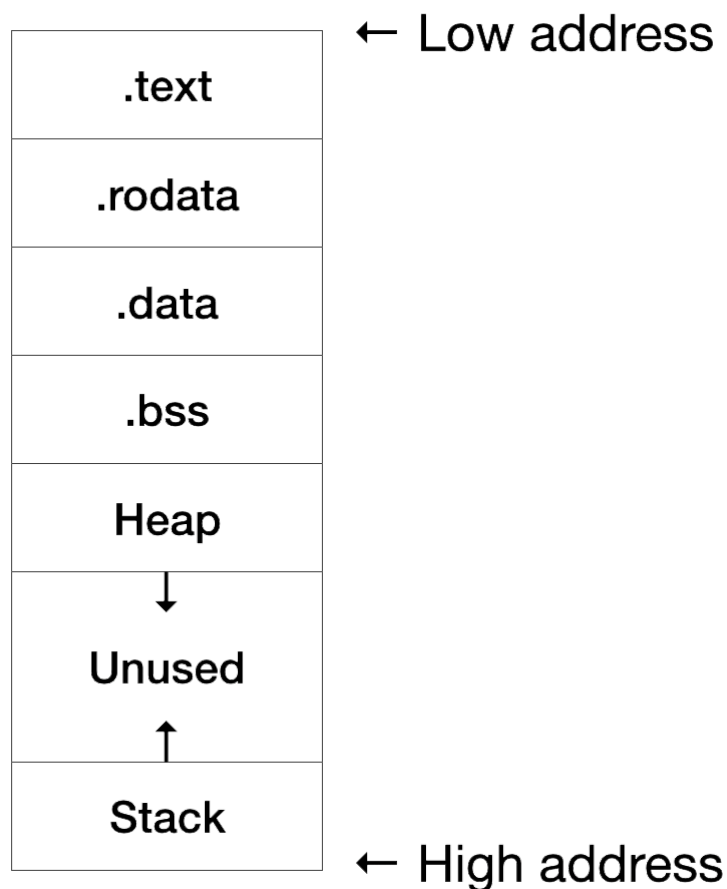 ← Low address
.text
.rodata
.data
.bss
Heap
Unused
Stack
← High address